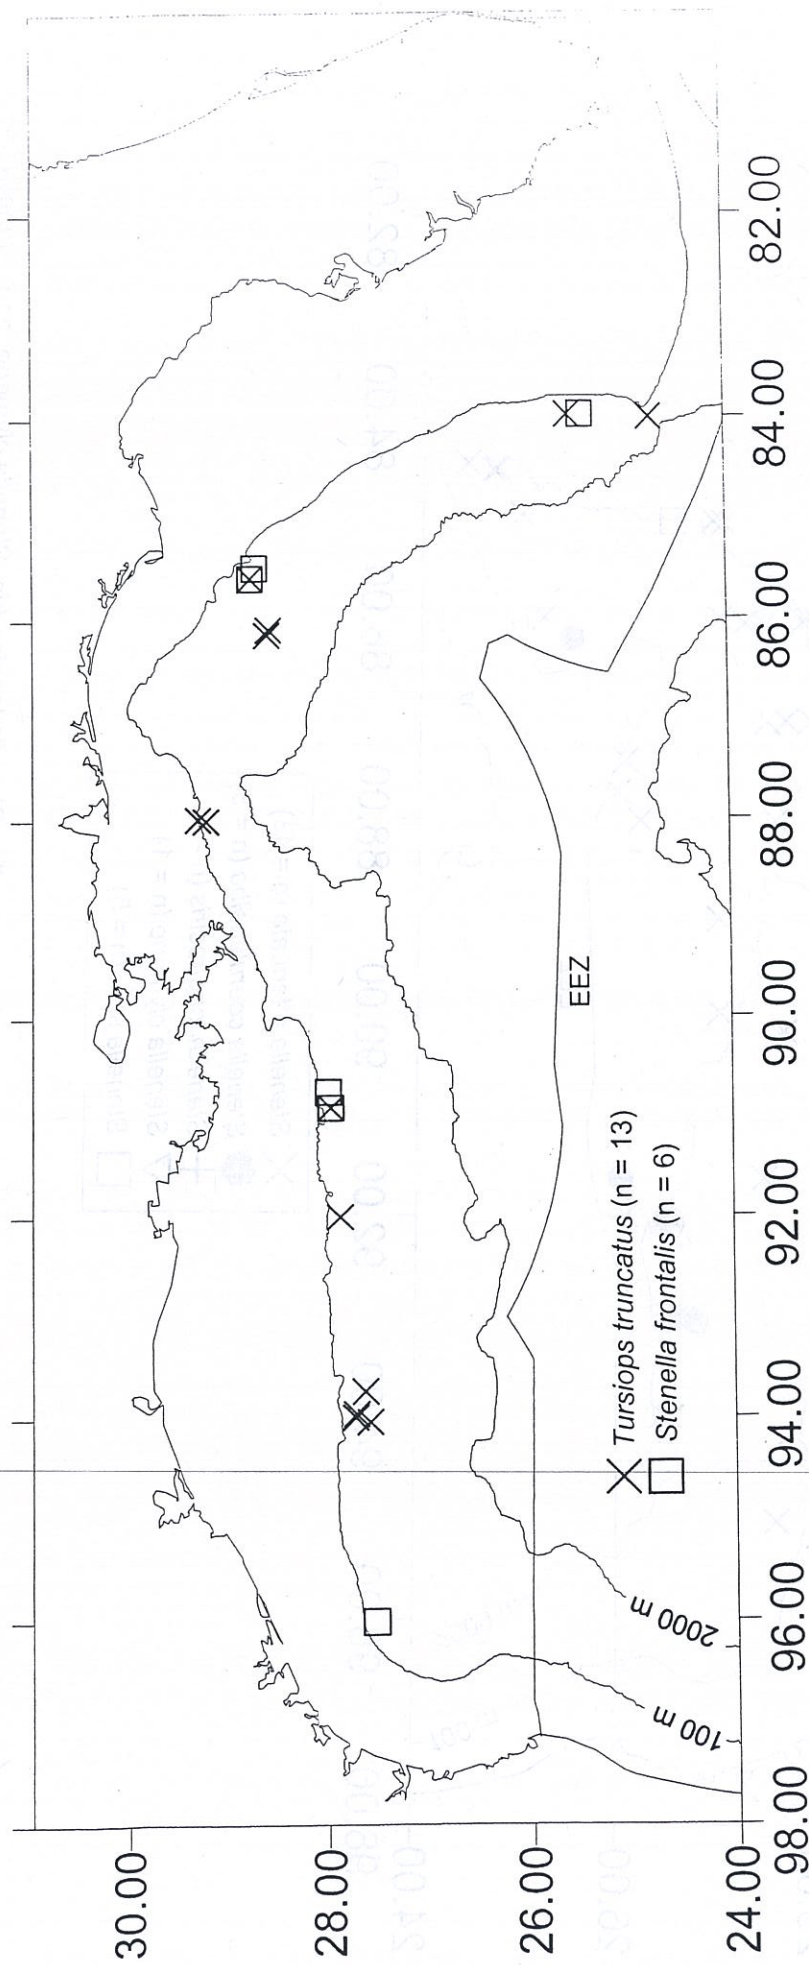 30.00
28.00
26.00
24.00
98.00
96.00
94.00
92.00
90.00
88.00
86.00
84.00
82.00
EEZ
Tursiops truncatus (n = 13)
Stenella frontalis (n = 6)
2000 m
100 m